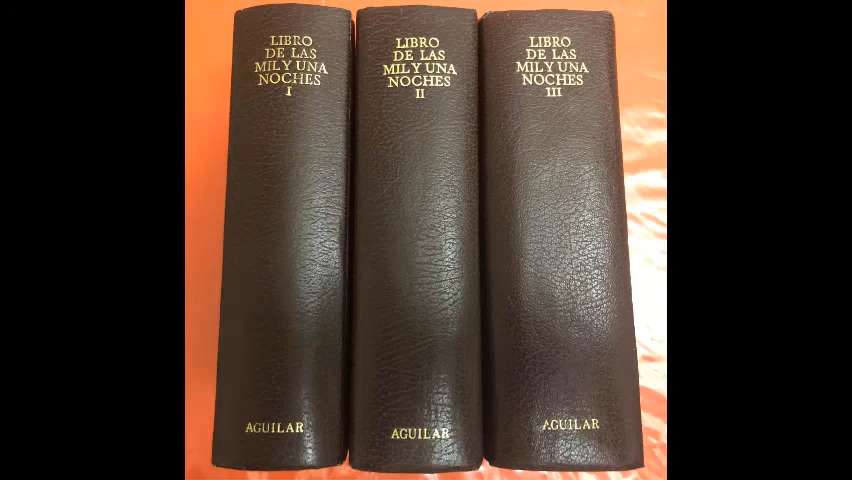 LIBRO
DE LAS
MIL Y UNA
NOCHES
I
AGUILAR
LIBRO
DE LAS
MIL Y UNA
NOCHES
II
AGUILAR
LIBRO
DE LAS
MIL Y UNA
NOCHES
III
AGUILAR